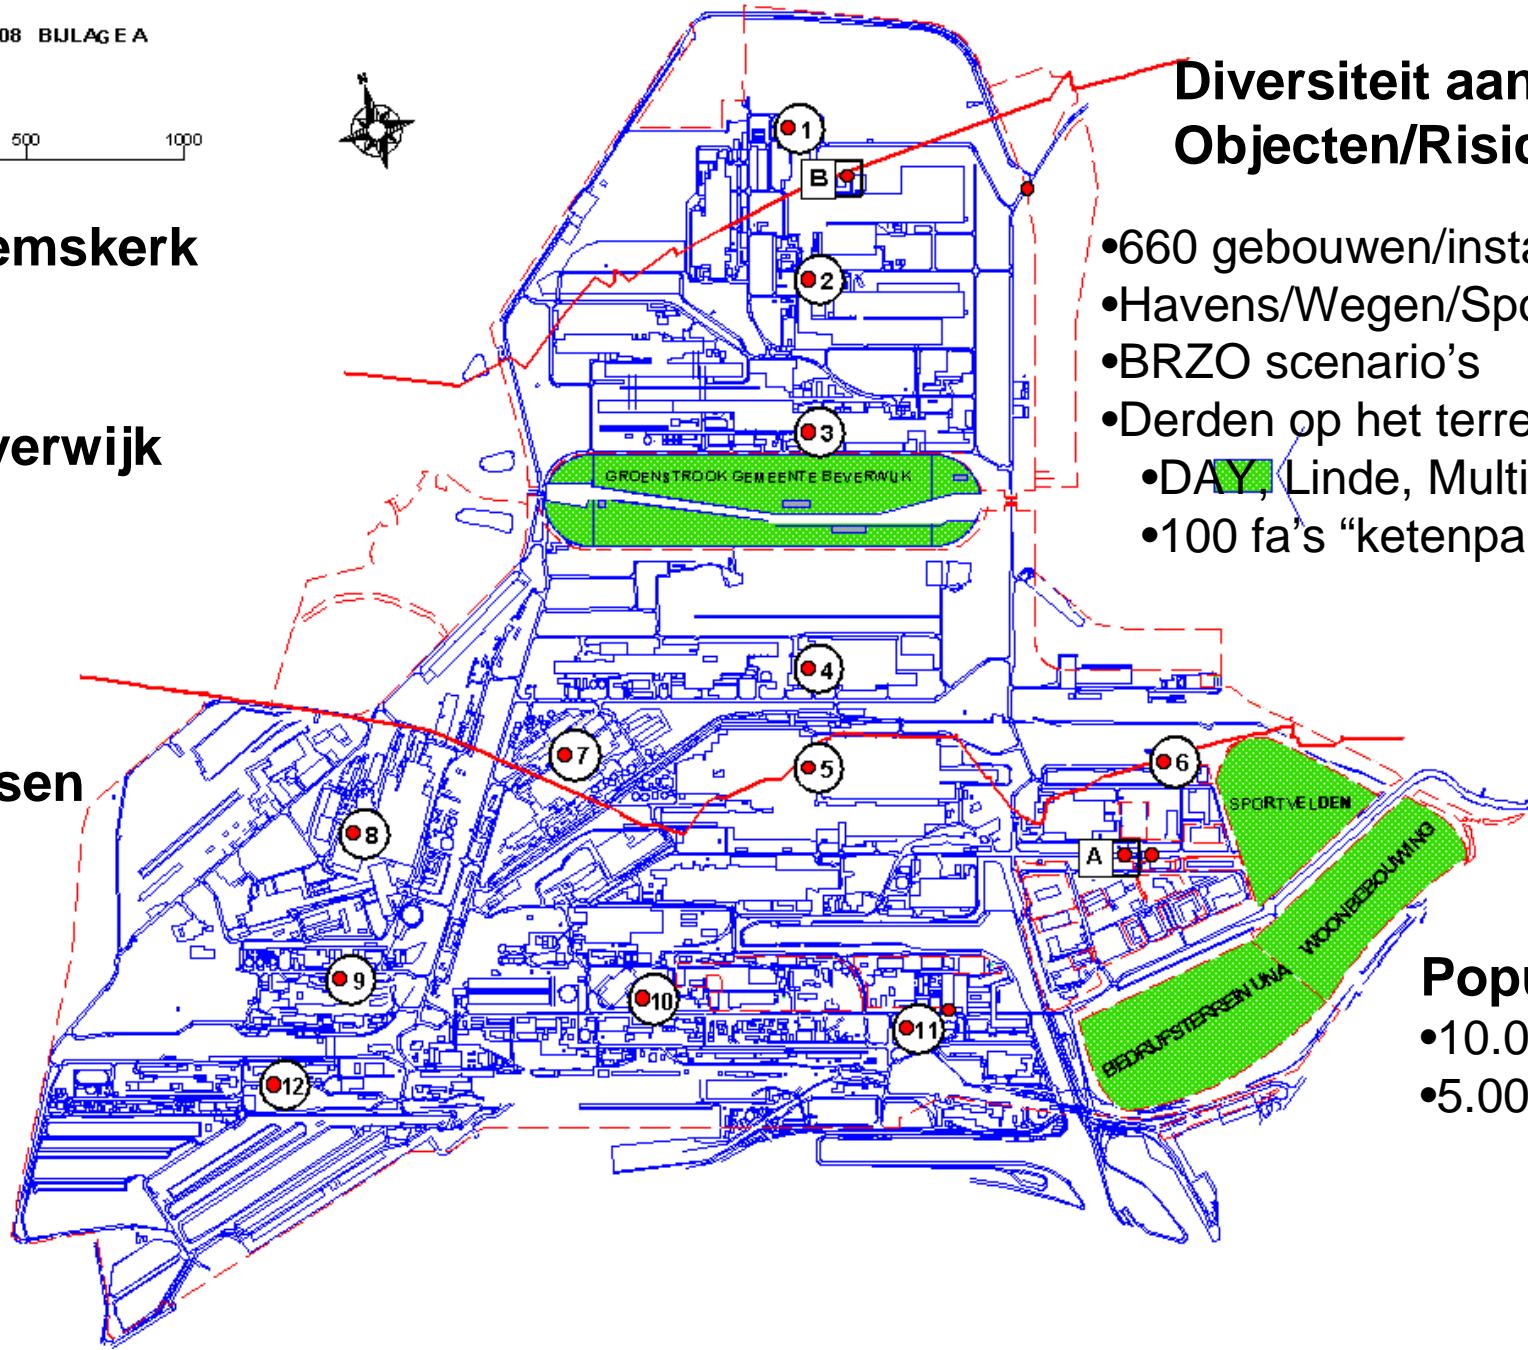 08 BIJLAGE A
500 1000
N
Diversiteit aan
Objecten/Risic
emskerk
•660 gebouwen/insta
•Havens/Wegen/Spo
•BRZO scenario’s
•Derden op het terre
•DAY, Linde, Multi
•100 fa’s “ketenpa
verwijk
sen
1
B
2
3
GROENSTROOK GEMEENTE BEVERWIJK
4
7
5
6
SPORTVELDEN
8
A
WOONBEBOUWING
BEDRIJFSTERREIN IJNA
9
10
11
12
Popu
•10.0
•5.00